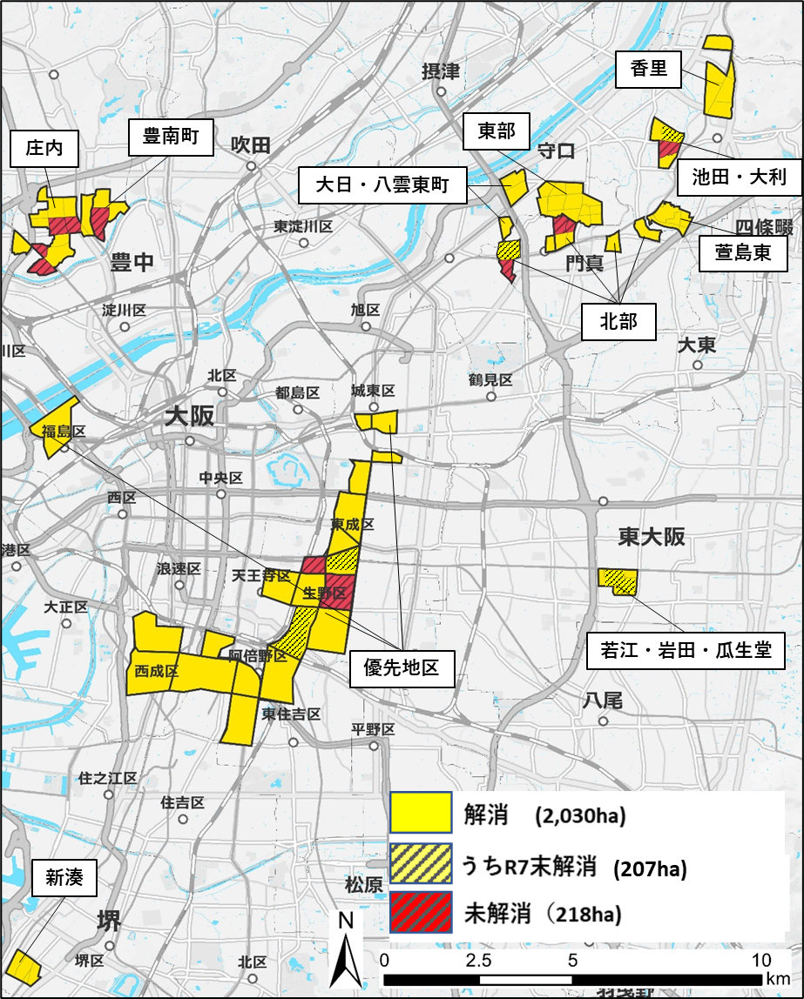 摂津
香里
東部
豊南町
庄内
吹田
守口
大日・八雲東町
池田・大利
東淀川区
四條畷
豊中
門真
萱島東
淀川区
旭区
北部
川区
大東
北区
都島区
城東区
鶴見区
大阪
福島区
中央区
西区
東成区
東大阪
港区
浪速区
天王寺区
生野区
大正区
若江・岩田・瓜生堂
阿倍野区
優先地区
西成区
八尾
東住吉区
平野区
住之江区
住吉区
解消 (2,030ha)
うちR7末解消 (207ha)
新湊
松原
未解消（218ha)
堺
N
堺区
北区
0 2.5 5 10
km
羽曳野